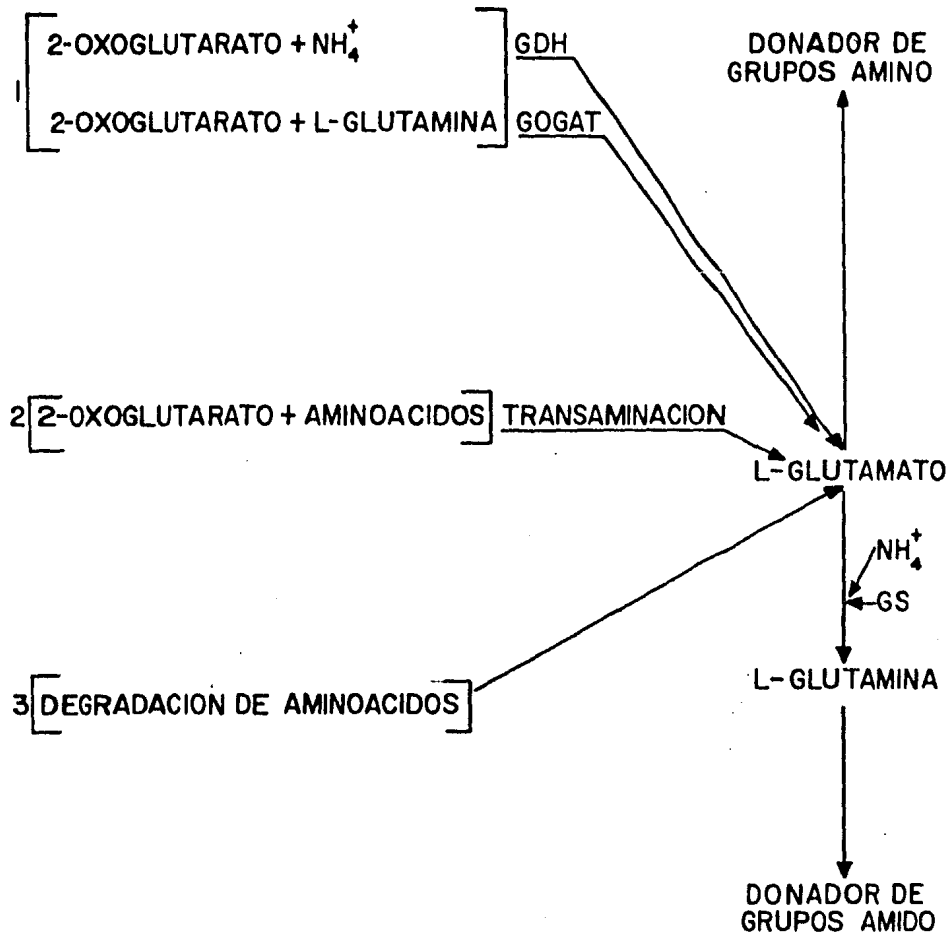 1
2-OXOGLUTARATO + NH₄⁺ GDH
2-OXOGLUTARATO + L-GLUTAMINA GOGAT
DONADOR DE
GRUPOS AMINO
2 2-OXOGLUTARATO + AMINOACIDOS TRANSAMINACION
L-GLUTAMATO
NH₄⁺
GS
L-GLUTAMINA
3 DEGRADACION DE AMINOACIDOS
DONADOR DE
GRUPOS AMIDO